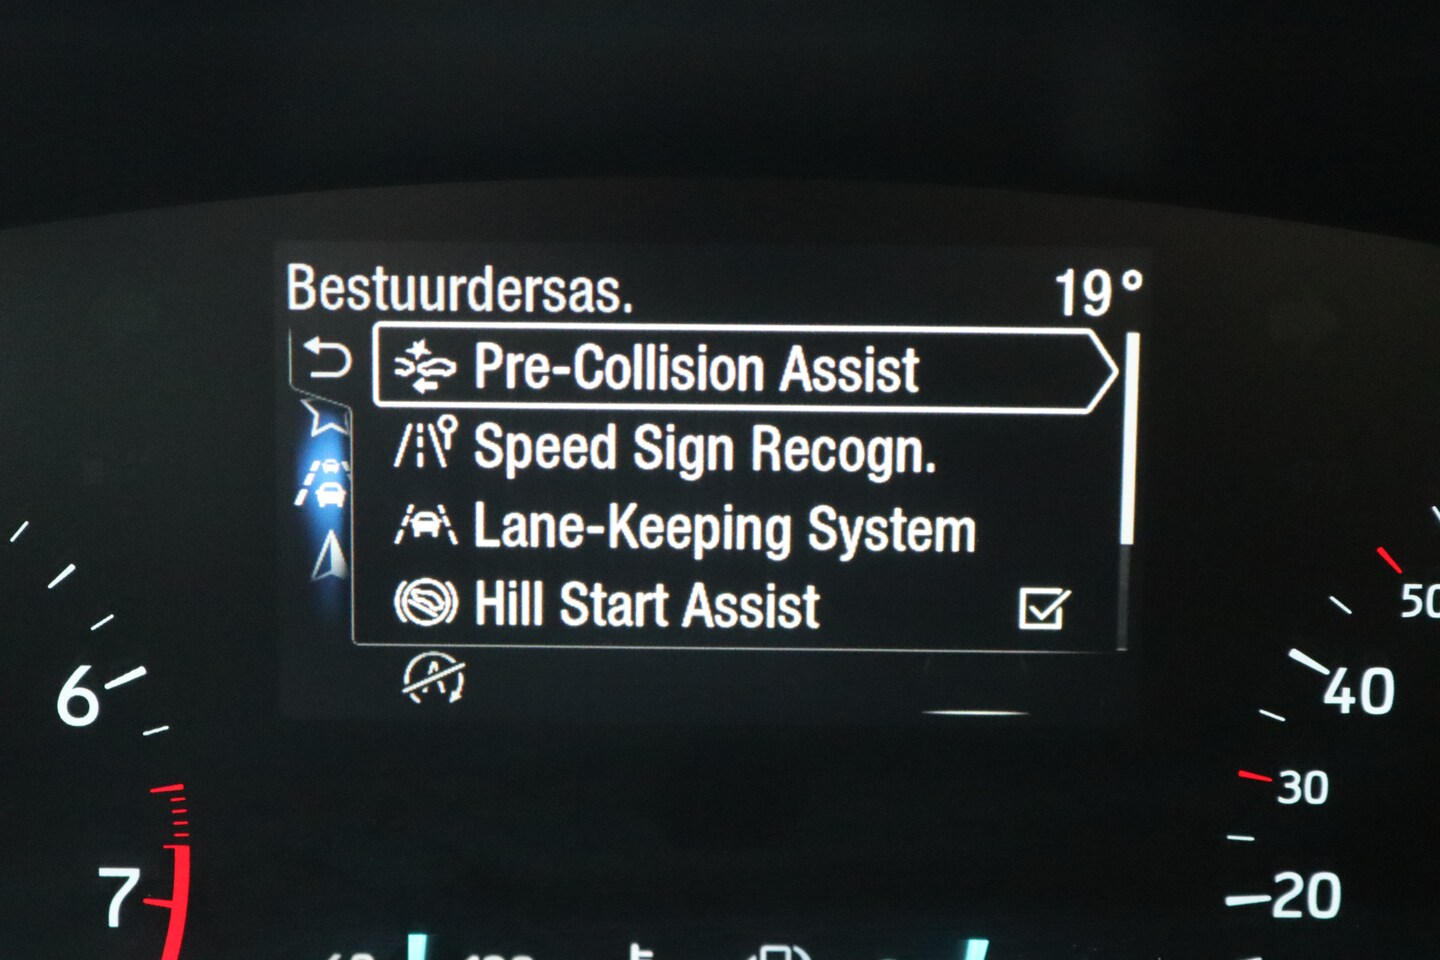 Bestuurdersas. 19°
Pre-Collision Assist
Speed Sign Recogn.
Lane-Keeping System
Hill Start Assist
6
7
50
40
30
20